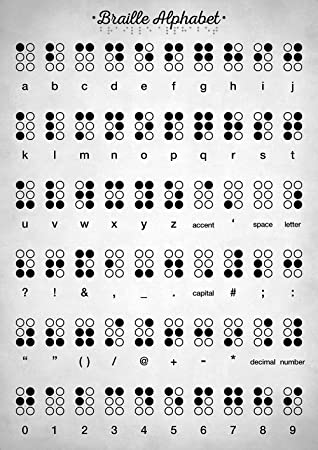 Braille Alphabet
a b c d e f g h i j
k l m n o p q r s t
u v w x y z accent ‘ space letter
? ! & , _ . capital # ; :
“ ” ( ) / @ + - * decimal number
0 1 2 3 4 5 6 7 8 9